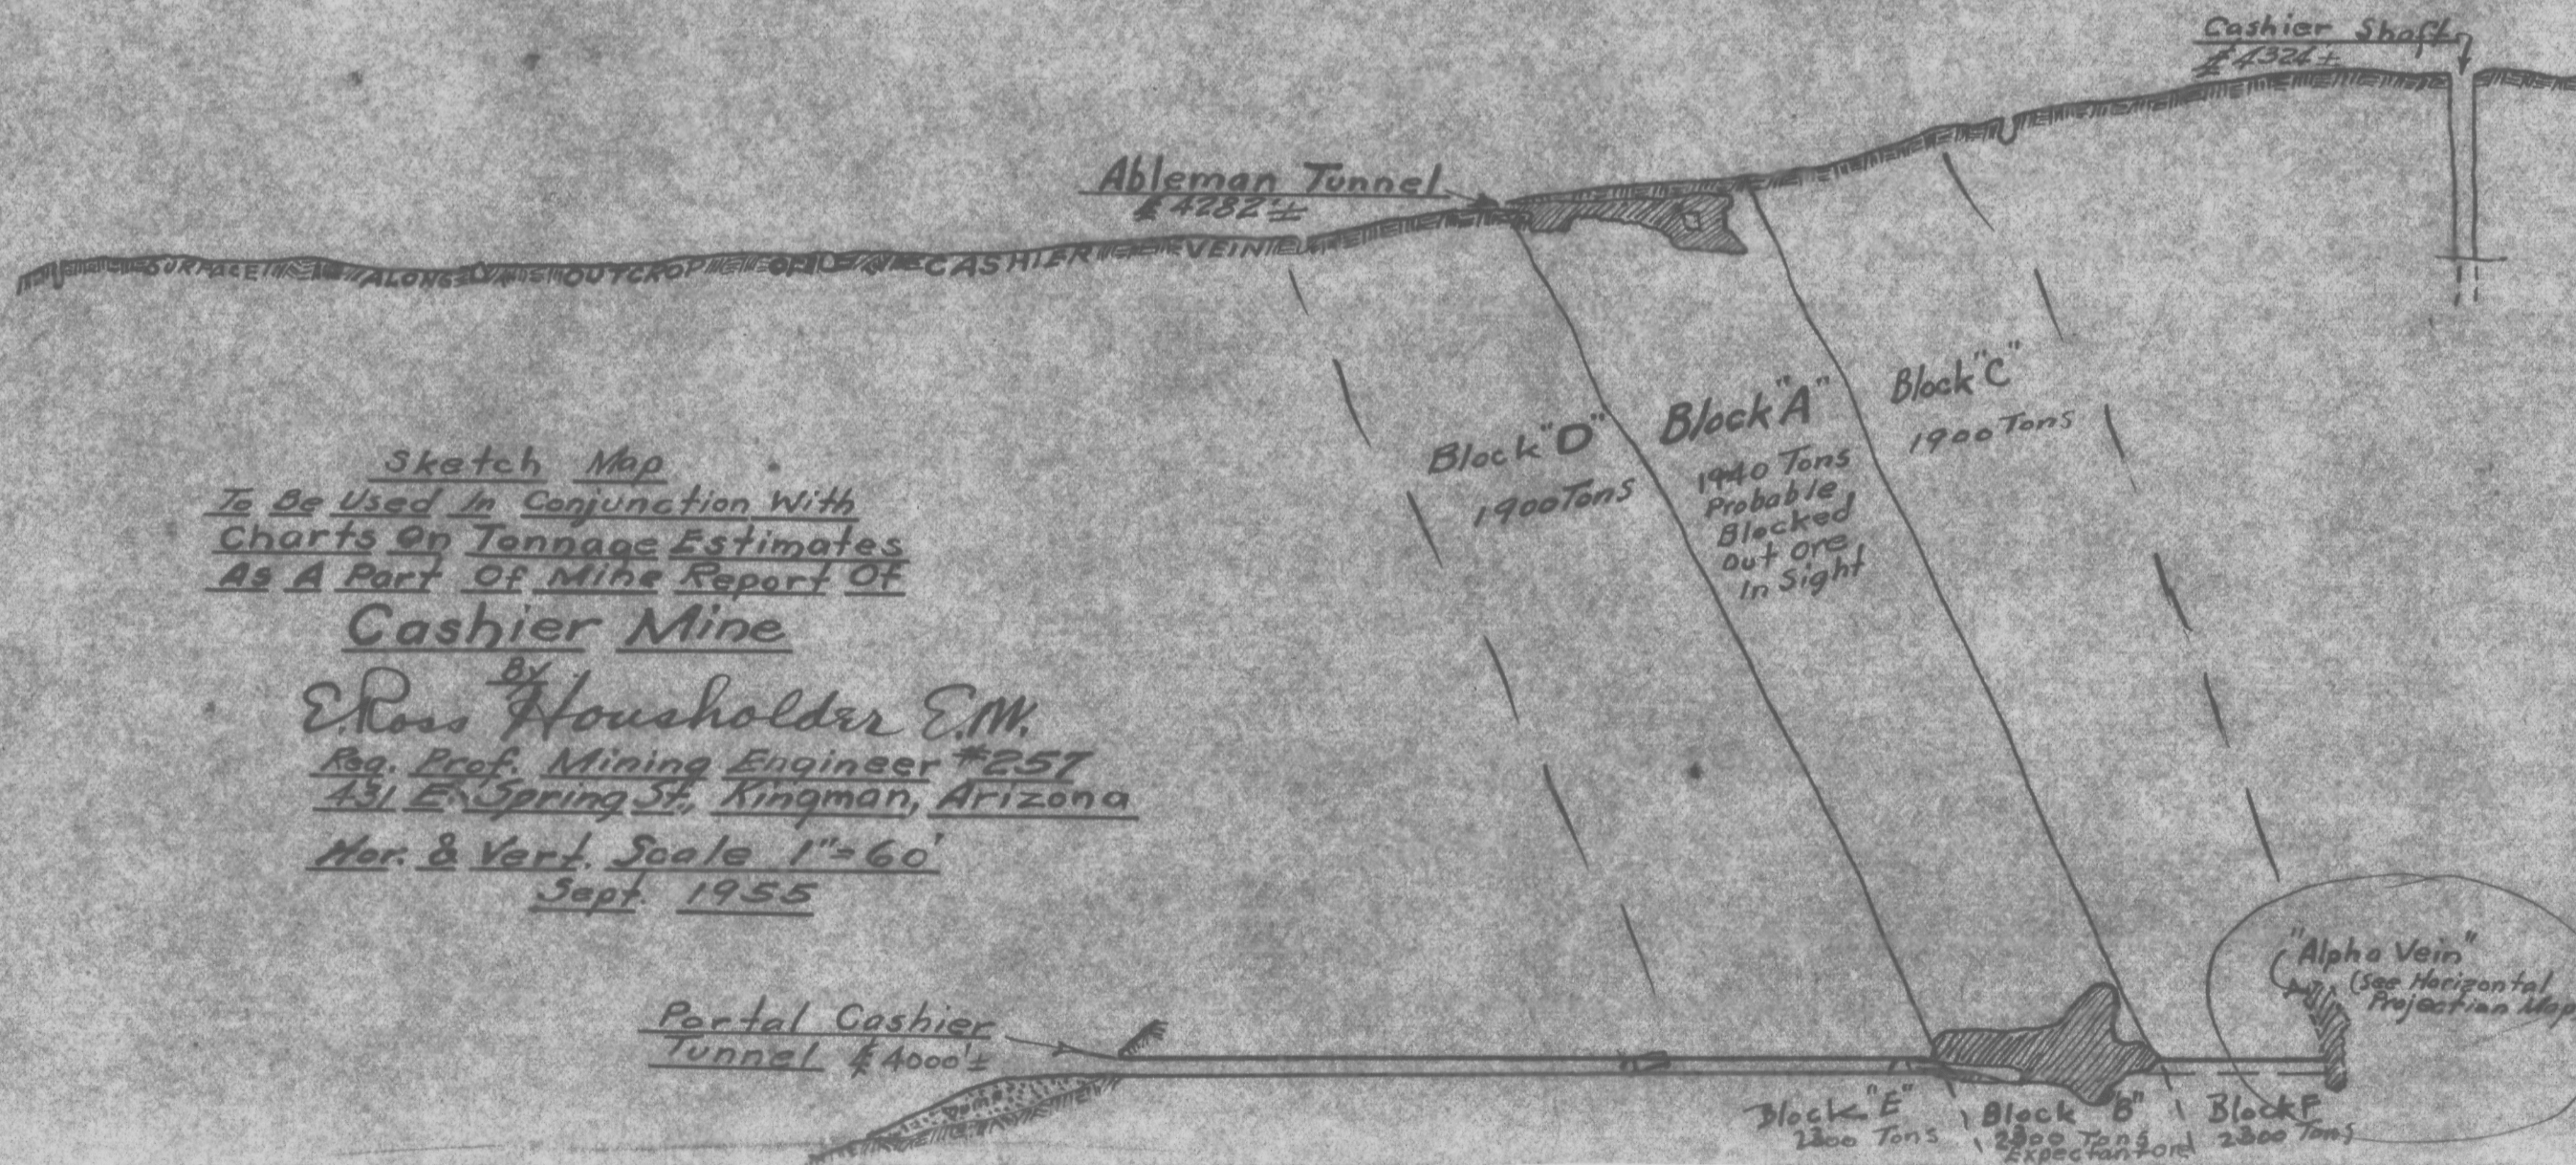 Cashier Shaft
₤ 4324 ±
Ableman Tunnel
₤ 4282' ±
SURFACE ALONG OUTCROP OF CASHIER VEIN
Block "D"
1900 Tons
Block "A"
1940 Tons
Probable
Blocked
Out Ore
In Sight
Block "C"
1900 Tons
Sketch Map
To Be Used In Conjunction With
Charts On Tonnage Estimates
As A Part Of Mine Report Of
Cashier Mine
By
E. Ross Housholder E.M.
Reg. Prof. Mining Engineer #257
431 E. Spring St., Kingman, Arizona
Hor. & Vert. Scale 1"=60'
Sept. 1955
"Alpha Vein"
(See Horizontal
Projection Map
Portal Cashier
Tunnel ₤ 4000' ±
Dump
Block "E"
2300 Tons
Block "B"
2300 Tons
Expectant Ore
Block F
2300 Tons